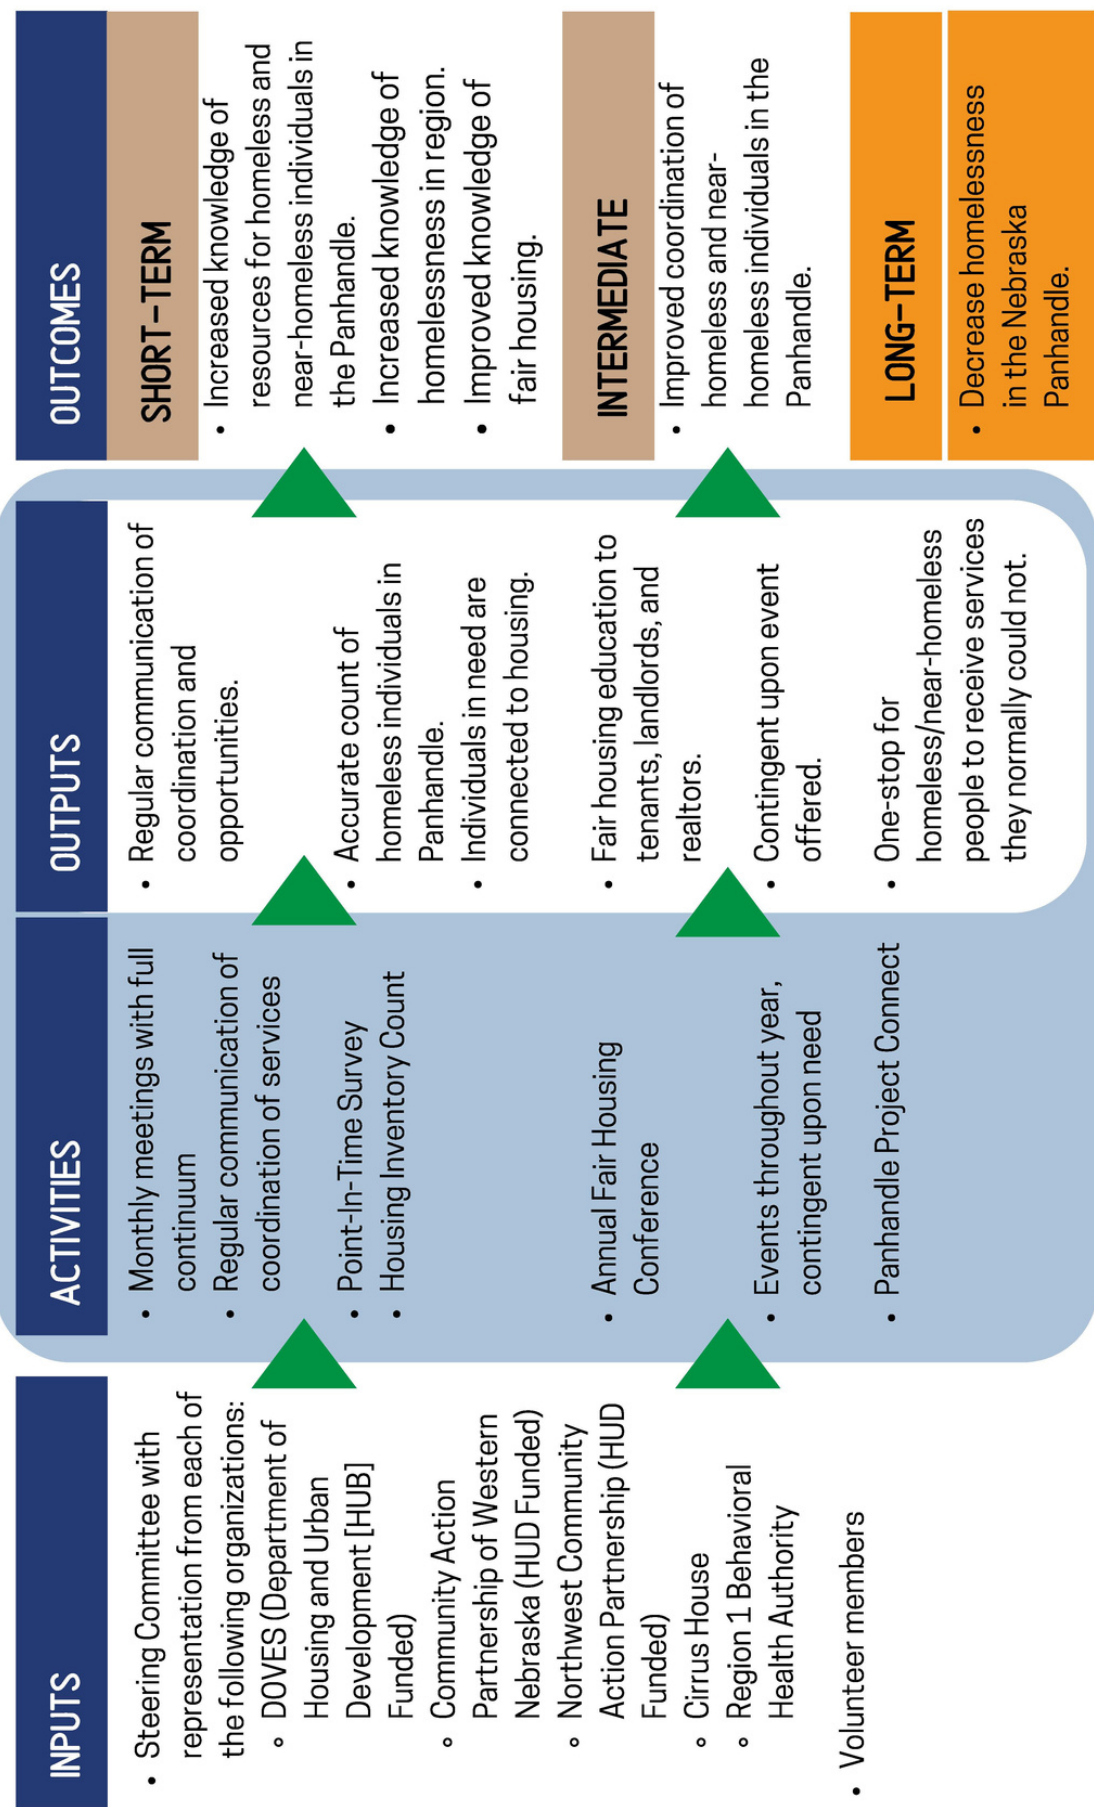 INPUTS
• Steering Committee with
representation from each of
the following organizations:
° DOVES (Department of
Housing and Urban
Development [HUB]
Funded)
° Community Action
Partnership of Western
Nebraska (HUD Funded)
° Northwest Community
Action Partnership (HUD
Funded)
° Cirrus House
° Region 1 Behavioral
Health Authority
• Volunteer members
ACTIVITIES
• Monthly meetings with full
continuum
• Regular communication of
coordination of services
• Point-In-Time Survey
• Housing Inventory Count
• Annual Fair Housing
Conference
• Events throughout year,
contingent upon need
• Panhandle Project Connect
OUTPUTS
• Regular communication of
coordination and
opportunities.
• Accurate count of
homeless individuals in
Panhandle.
• Individuals in need are
connected to housing.
• Fair housing education to
tenants, landlords, and
realtors.
• Contingent upon event
offered.
• One-stop for
homeless/near-homeless
people to receive services
they normally could not.
OUTCOMES
SHORT-TERM
• Increased knowledge of
resources for homeless and
near-homeless individuals in
the Panhandle.
• Increased knowledge of
homelessness in region.
• Improved knowledge of
fair housing.
INTERMEDIATE
• Improved coordination of
homeless and near-
homeless individuals in the
Panhandle.
LONG-TERM
• Decrease homelessness
in the Nebraska
Panhandle.